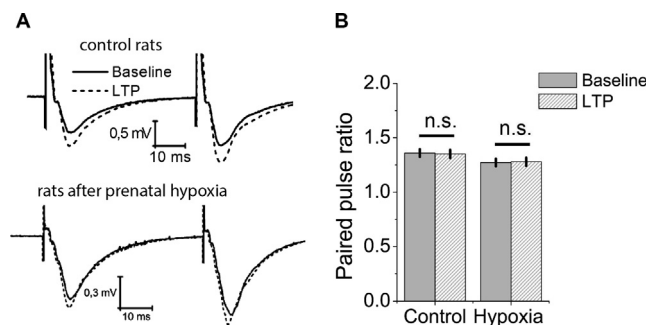 A
control rats
Baseline
LTP
0,5 mV
10 ms
rats after prenatal hypoxia
0,3 mV
10 ms
B
Baseline
LTP
2.0
1.5
1.0
0.5
0.0
Paired pulse ratio
n.s.
n.s.
Control
Hypoxia